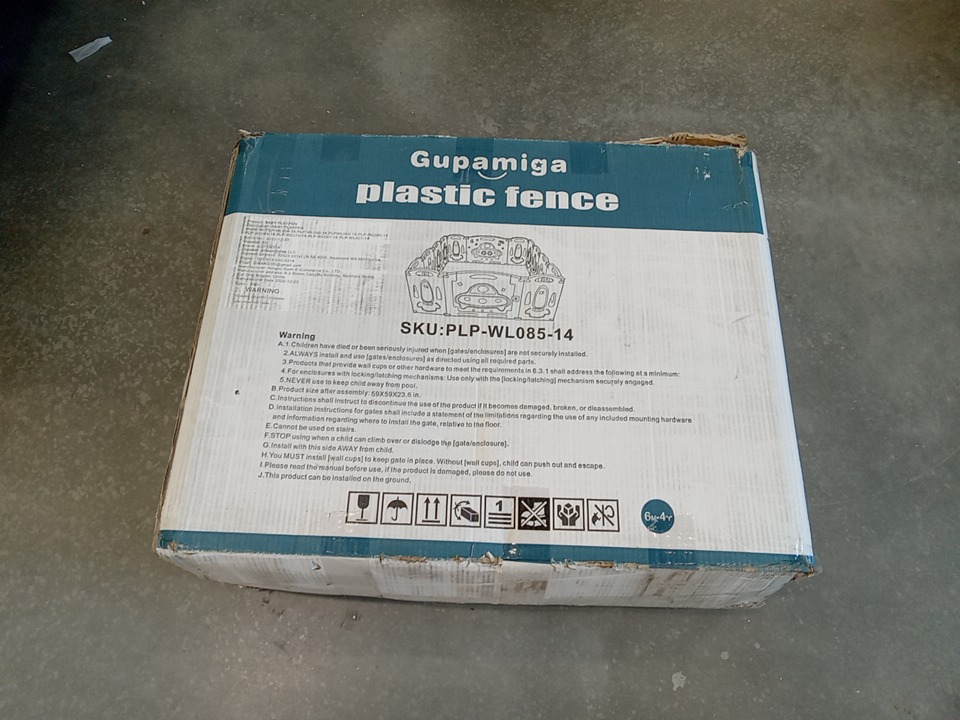 Gupamiga
plastic fence
WARNING
SKU:PLP-WL085-14
Warning
A.1.Children have died or been seriously injured when [gates/enclosures] are not securely installed.
2.ALWAYS install and use [gates/enclosures] as directed using all required parts.
3.Products that provide wall cups or other hardware to meet the requirements in 6.3.1 shall address the following at a minimum:
4.For enclosures with locking/latching mechanisms: Use only with the [locking/latching] mechanism securely engaged.
5.NEVER use to keep child away from pool.
B.Product size after assembly: 59X59X23.6 in.
C.Instructions shall instruct to discontinue the use of the product if it becomes damaged, broken, or disassembled.
D.Installation instructions for gates shall include a statement of the limitations regarding the use of any included mounting hardware
and information regarding where to install the gate, relative to the floor.
E.Cannot be used on stairs.
F.STOP using when a child can climb over or dislodge the [gate/enclosure].
G.Install with this side AWAY from child.
H.You MUST install [wall cups] to keep gate in place. Without [wall cups], child can push out and escape.
I.Please read the manual before use, if the product is damaged, please do not use.
J.This product can be installed on the ground.
1
6M-4Y